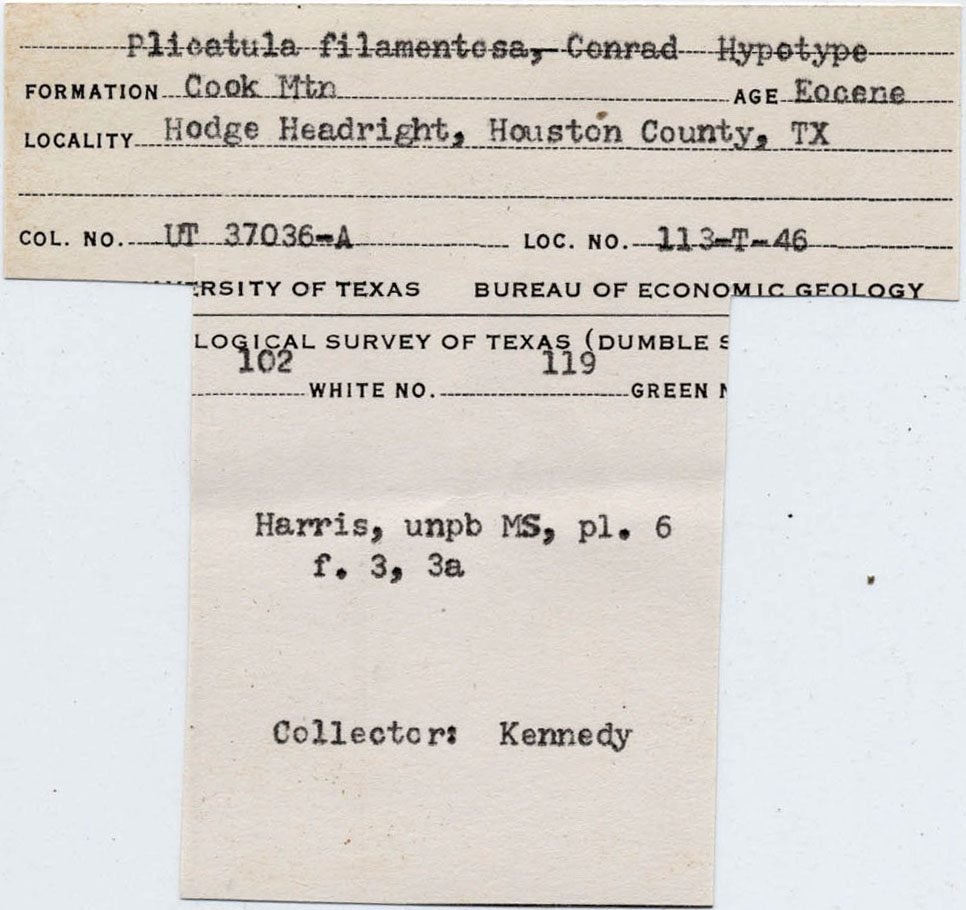 Plicatula filamentosa, Conrad Hypotype
FORMATION Cook Mtn AGE Eocene
LOCALITY Hodge Headright, Houston County, TX
COL. NO. UT 37036-A LOC. NO. 113-T-46
ERSITY OF TEXAS BUREAU OF ECONOMIC GEOLOGY
LOGICAL SURVEY OF TEXAS (DUMBLE S
102 119
WHITE NO. GREEN N
Harris, unpb MS, pl. 6
f. 3, 3a
Collector: Kennedy